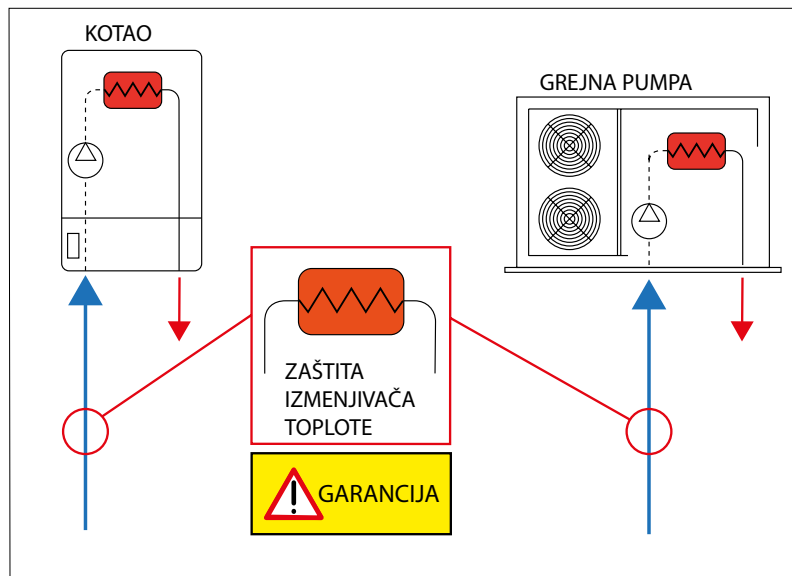 KOTAO
GREJNA PUMPA
ZAŠTITA
IZMENJIVAČA
TOPLOTE
GARANCIJA